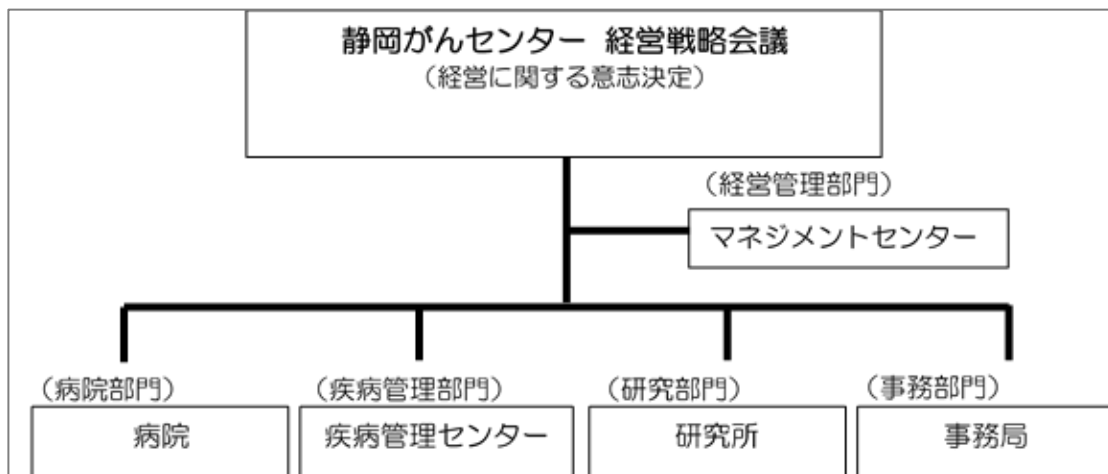 静岡がんセンター 経営戦略会議
（経営に関する意志決定）
（経営管理部門）
マネジメントセンター
（病院部門）
病院
（疾病管理部門）
疾病管理センター
（研究部門）
研究所
（事務部門）
事務局